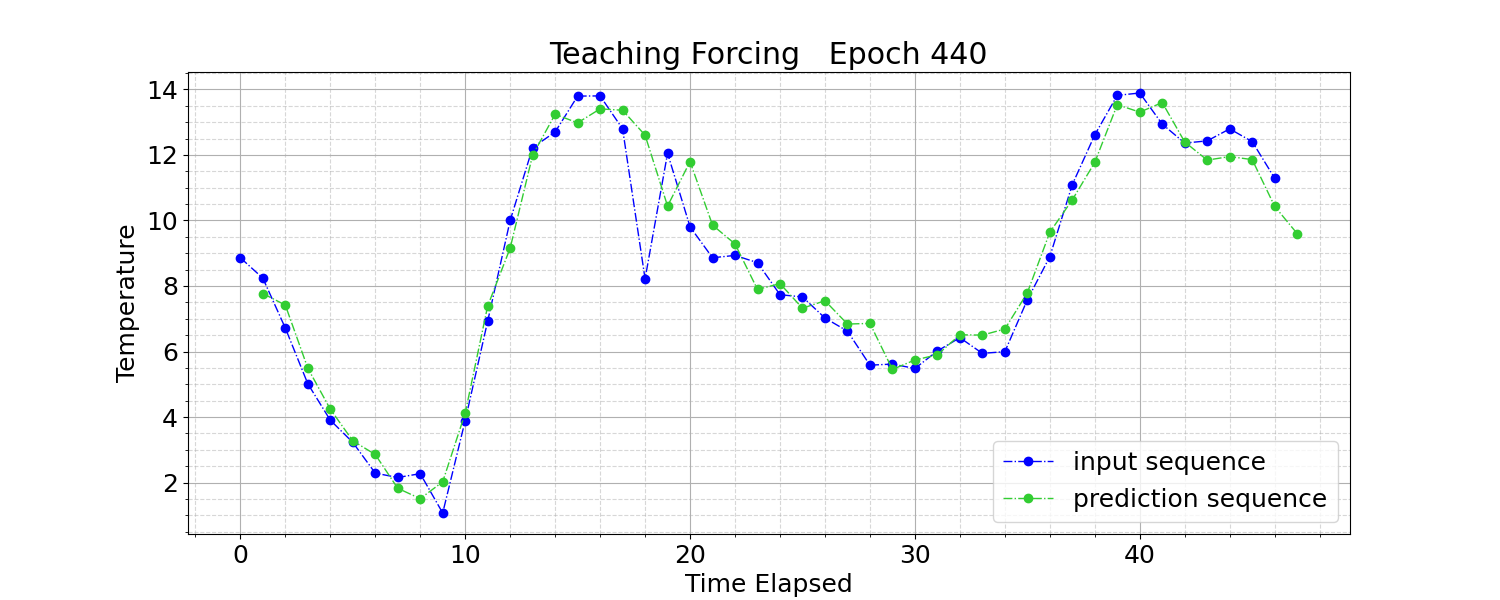 Teaching Forcing   Epoch 440
14
12
10
8
6
4
2
Temperature
0 10 20 30 40
Time Elapsed
input sequence
prediction sequence